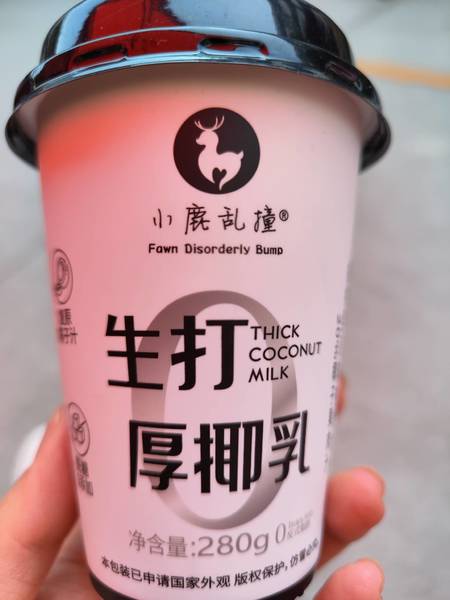 小鹿乱撞®
Fawn Disorderly Bump
生打
THICK
COCONUT
MILK
厚椰乳
净含量:280g
0
本包装已申请国家外观 版权保护,仿冒必究